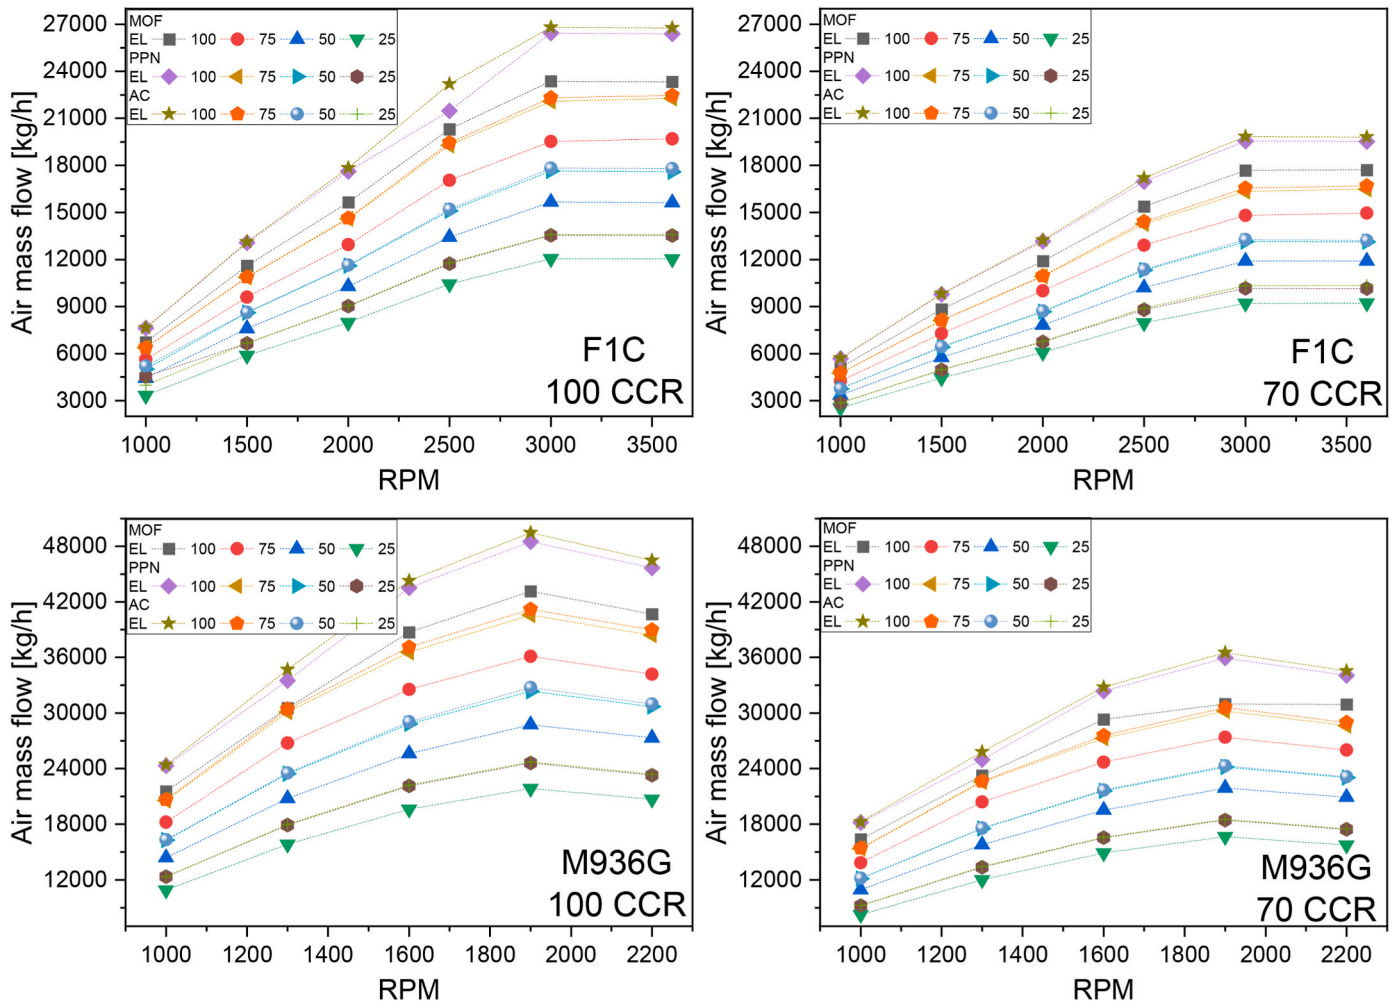 27000
24000
21000
18000
15000
12000
9000
6000
3000
Air mass flow [kg/h]
MOF
EL 100 75 50 25
PPN
EL 100 75 50 25
AC
EL 100 75 50 25
F1C
100 CCR
1000 1500 2000 2500 3000 3500
RPM
27000
24000
21000
18000
15000
12000
9000
6000
3000
Air mass flow [kg/h]
MOF
EL 100 75 50 25
PPN
EL 100 75 50 25
AC
EL 100 75 50 25
F1C
70 CCR
1000 1500 2000 2500 3000 3500
RPM
48000
42000
36000
30000
24000
18000
12000
Air mass flow [kg/h]
MOF
EL 100 75 50 25
PPN
EL 100 75 50 25
AC
EL 100 75 50 25
M936G
100 CCR
1000 1200 1400 1600 1800 2000 2200
RPM
48000
42000
36000
30000
24000
18000
12000
Air mass flow [kg/h]
MOF
EL 100 75 50 25
PPN
EL 100 75 50 25
AC
EL 100 75 50 25
M936G
70 CCR
1000 1200 1400 1600 1800 2000 2200
RPM